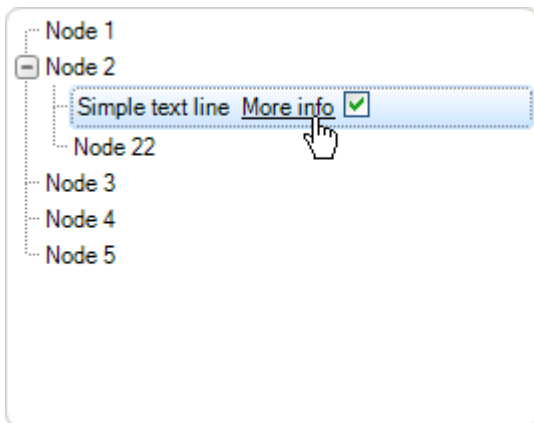 Node 1
Node 2
Simple text line More info
Node 22
Node 3
Node 4
Node 5